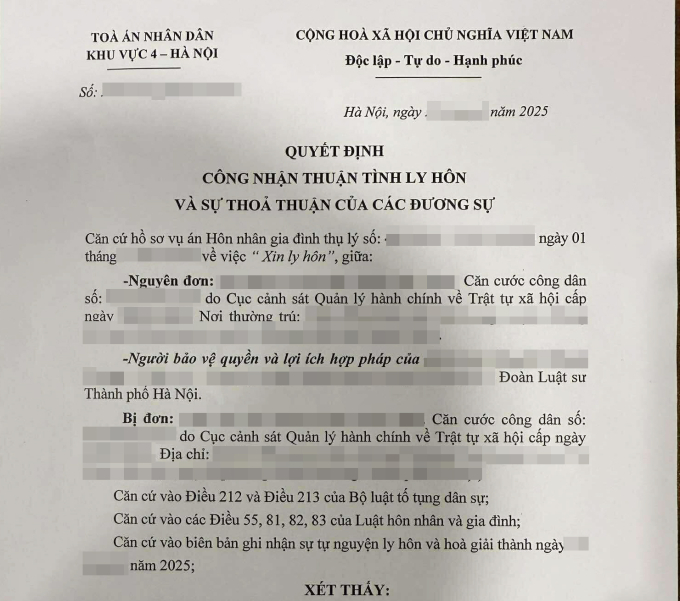 TOÀ ÁN NHÂN DÂN
KHU VỰC 4 – HÀ NỘI
CỘNG HOÀ XÃ HỘI CHỦ NGHĨA VIỆT NAM
Độc lập - Tự do - Hạnh phúc
Số:
Hà Nội, ngày năm 2025
QUYẾT ĐỊNH
CÔNG NHẬN THUẬN TÌNH LY HÔN
VÀ SỰ THOẢ THUẬN CỦA CÁC ĐƯƠNG SỰ
Căn cứ hồ sơ vụ án Hôn nhân gia đình thụ lý số: ngày 01
tháng về việc “ Xin ly hôn”, giữa:
-Nguyên đơn: Căn cước công dân
số: do Cục cảnh sát Quản lý hành chính về Trật tự xã hội cấp
ngày Nơi thường trú:
-Người bảo vệ quyền và lợi ích hợp pháp của
Đoàn Luật sư
Thành phố Hà Nội.
Bị đơn: Căn cước công dân số:
do Cục cảnh sát Quản lý hành chính về Trật tự xã hội cấp ngày
Địa chỉ:
Căn cứ vào Điều 212 và Điều 213 của Bộ luật tố tụng dân sự;
Căn cứ vào các Điều 55, 81, 82, 83 của Luật hôn nhân và gia đình;
Căn cứ vào biên bản ghi nhận sự tự nguyện ly hôn và hoà giải thành ngày
năm 2025;
XÉT THẤY: